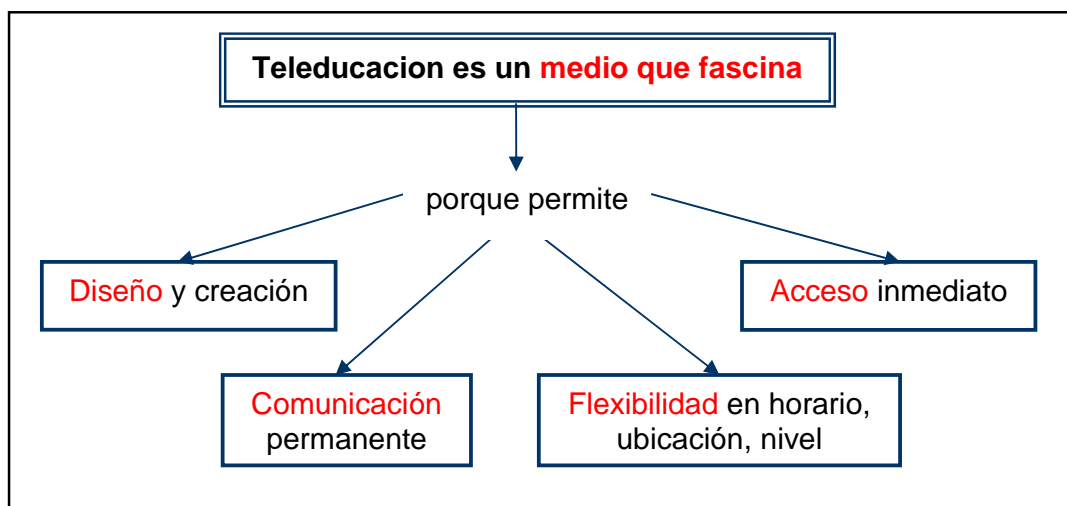 Teleducacion es un medio que fascina
porque permite
Diseño y creación
Acceso inmediato
Comunicación
permanente
Flexibilidad en horario,
ubicación, nivel